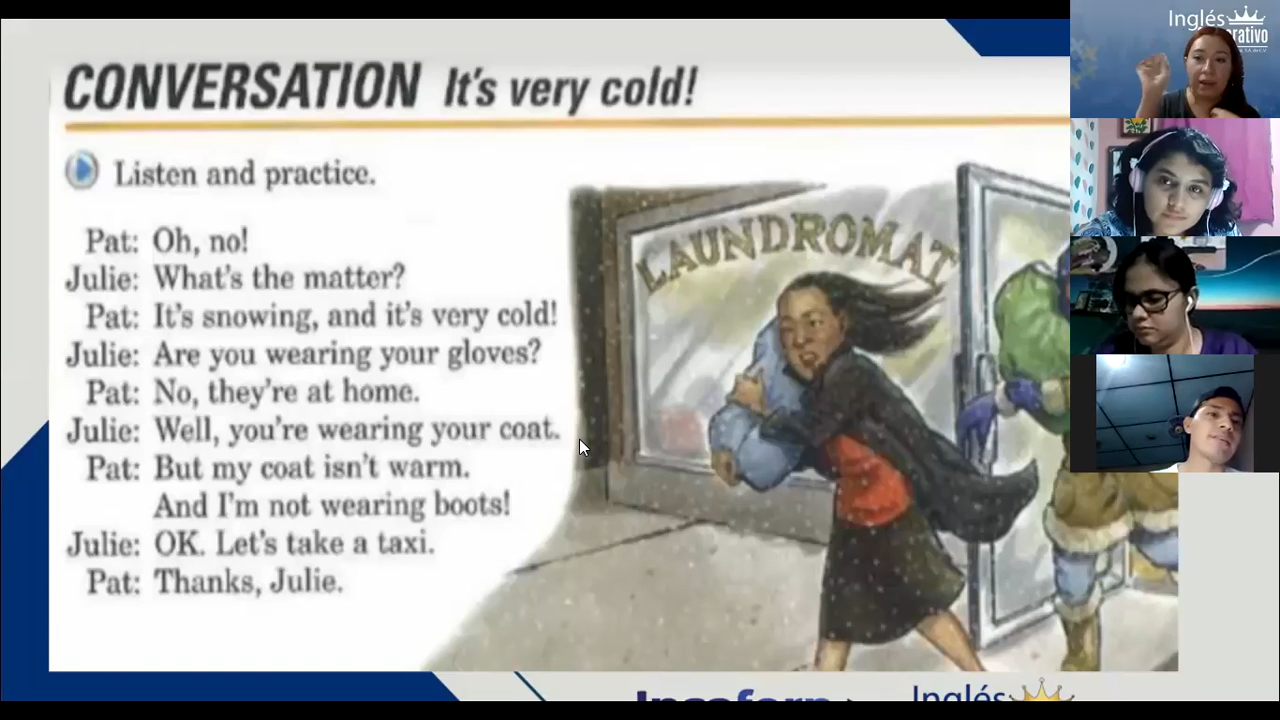 Inglés
CONVERSATION It's very cold!
Listen and practice.
Pat: Oh, no!
Julie: What's the matter?
Pat: It's snowing, and it's very cold!
Julie: Are you wearing your gloves?
Pat: No, they're at home.
Julie: Well, you're wearing your coat.
Pat: But my coat isn't warm.
And I'm not wearing boots!
Julie: OK. Let's take a taxi.
Pat: Thanks, Julie.
LAUNDROMAT
Inglés